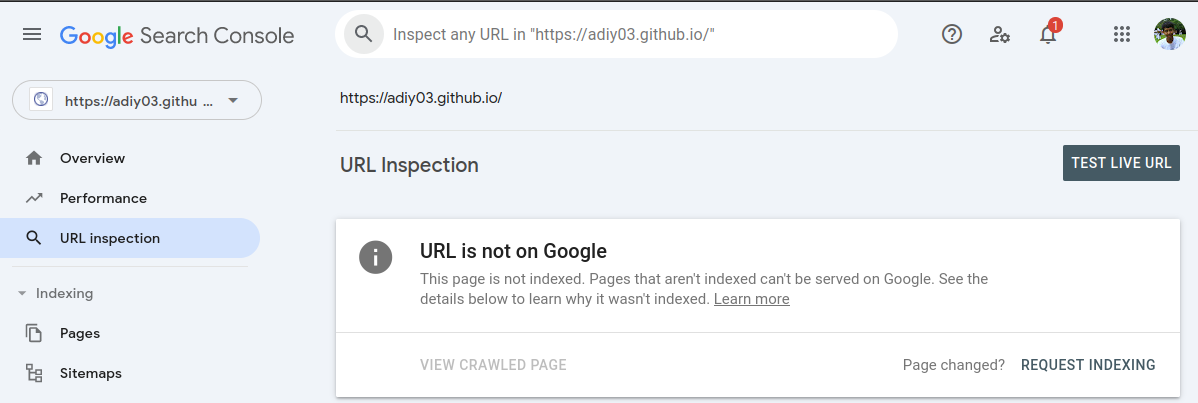 Google Search Console
Inspect any URL in "https://adiy03.github.io/"
1
https://adiy03.githu ...
https://adiy03.github.io/
Overview
Performance
URL inspection
Indexing
Pages
Sitemaps
URL Inspection
TEST LIVE URL
URL is not on Google
This page is not indexed. Pages that aren't indexed can't be served on Google. See the
details below to learn why it wasn't indexed. Learn more
VIEW CRAWLED PAGE
Page changed? REQUEST INDEXING